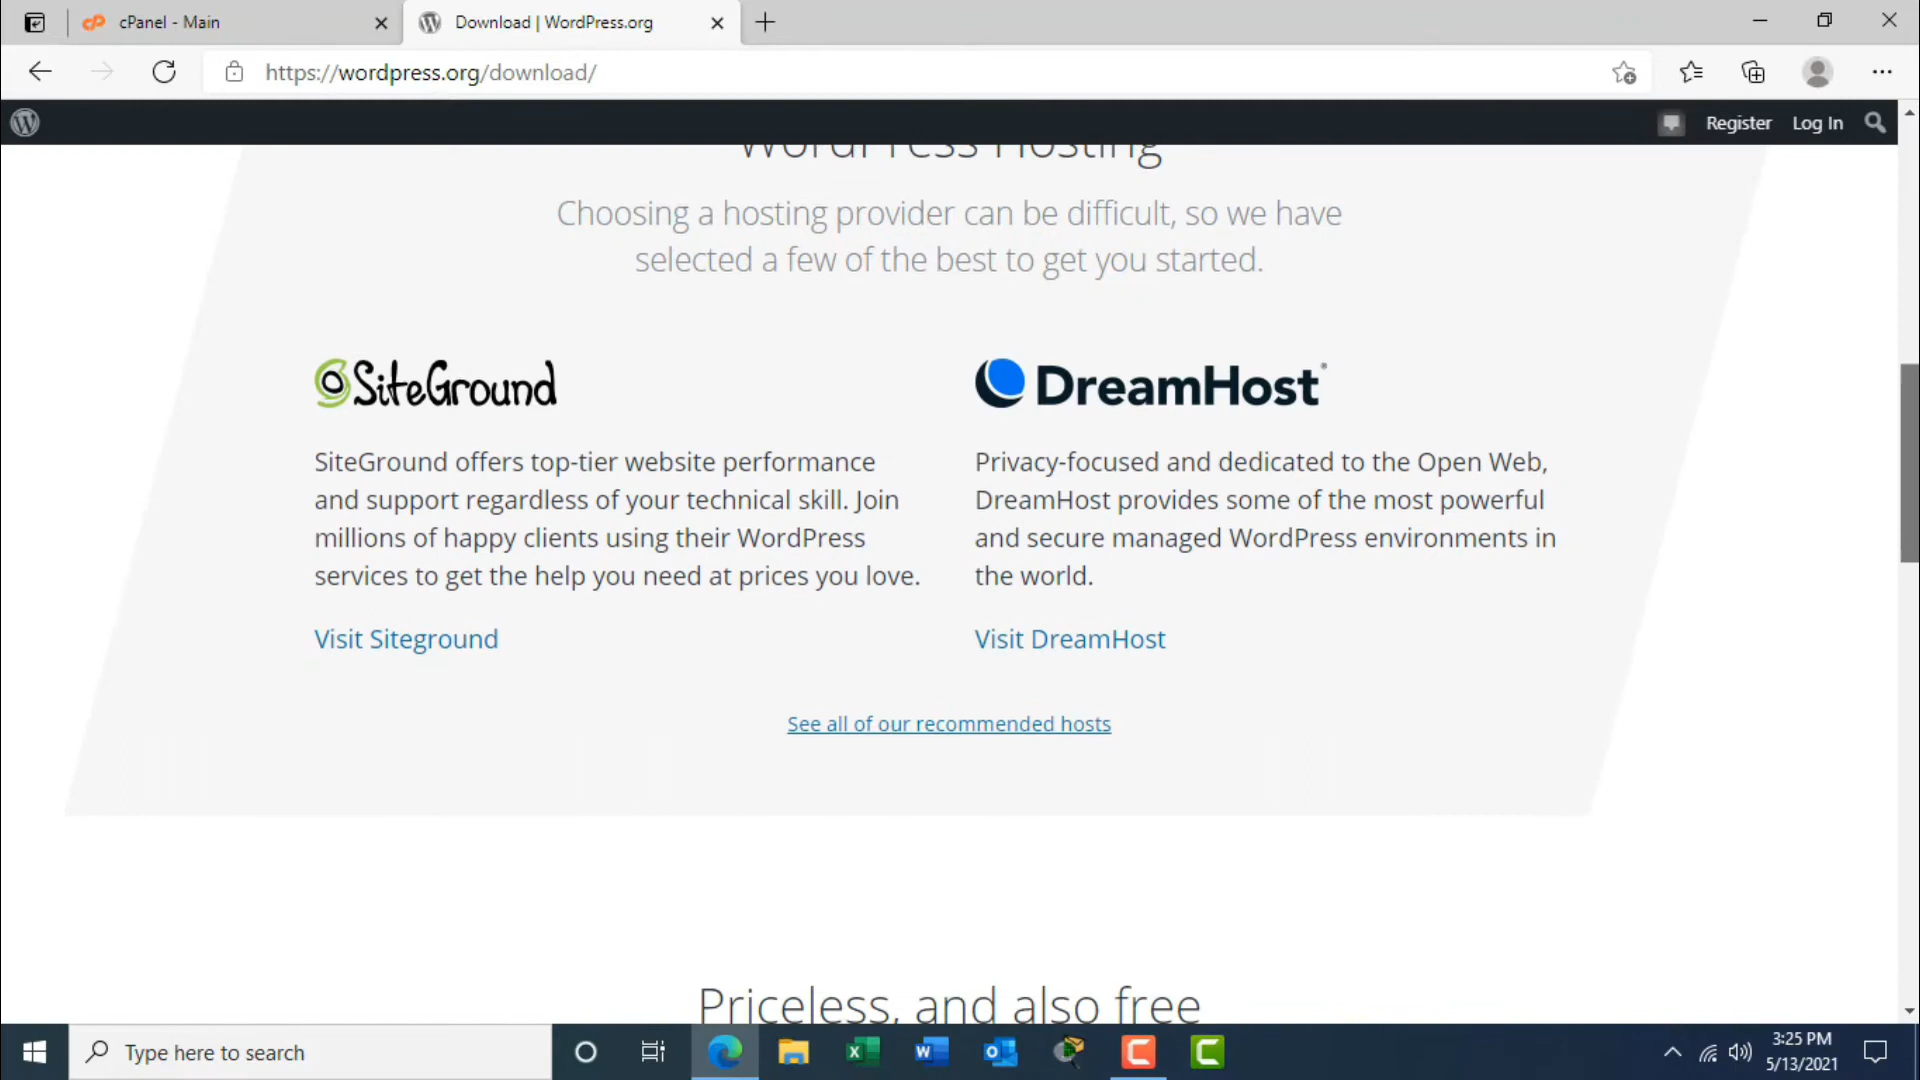 cPanel - Main
Download | WordPress.org
https://wordpress.org/download/
Register
Log In
WordPress Hosting
Choosing a hosting provider can be difficult, so we have
selected a few of the best to get you started.
SiteGround
SiteGround offers top-tier website performance
and support regardless of your technical skill. Join
millions of happy clients using their WordPress
services to get the help you need at prices you love.
Visit Siteground
DreamHost
Privacy-focused and dedicated to the Open Web,
DreamHost provides some of the most powerful
and secure managed WordPress environments in
the world.
Visit DreamHost
See all of our recommended hosts
Priceless, and also free
Type here to search
3:25 PM
5/13/2021